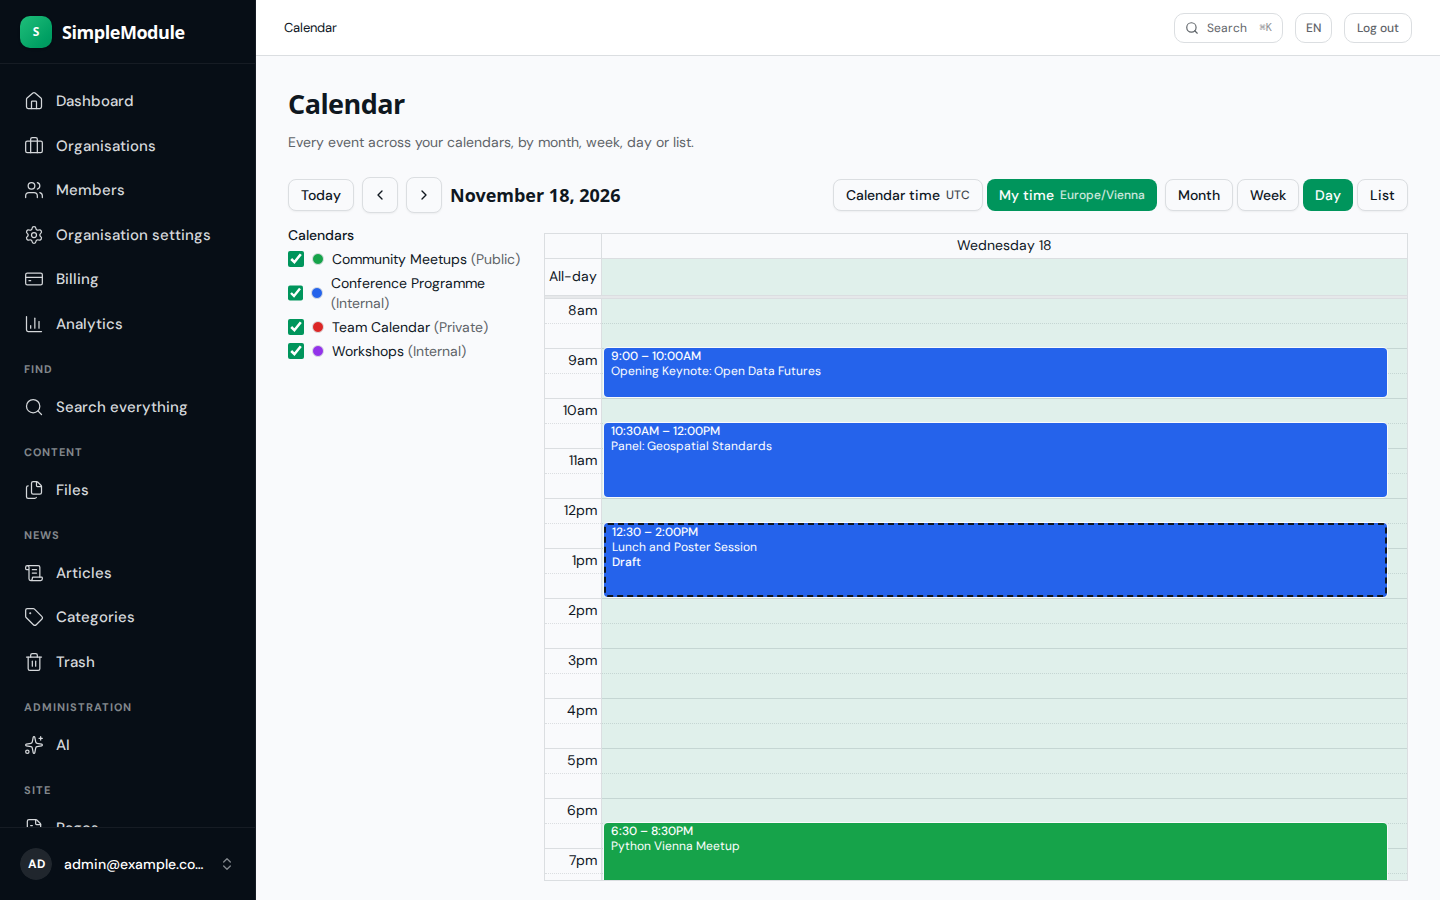 S SimpleModule
Calendar
Search ⌘K
EN
Log out
Dashboard
Organisations
Members
Organisation settings
Billing
Analytics
FIND
Search everything
CONTENT
Files
NEWS
Articles
Categories
Trash
ADMINISTRATION
AI
SITE
Pages
AD admin@example.co...
Calendar
Every event across your calendars, by month, week, day or list.
Today
November 18, 2026
Calendar time UTC
My time Europe/Vienna
Month
Week
Day
List
Calendars
Community Meetups (Public)
Conference Programme
(Internal)
Team Calendar (Private)
Workshops (Internal)
Wednesday 18
All-day
8am
9am
9:00 – 10:00AM
Opening Keynote: Open Data Futures
10am
10:30AM – 12:00PM
Panel: Geospatial Standards
11am
12pm
12:30 – 2:00PM
Lunch and Poster Session
Draft
1pm
2pm
3pm
4pm
5pm
6pm
6:30 – 8:30PM
Python Vienna Meetup
7pm